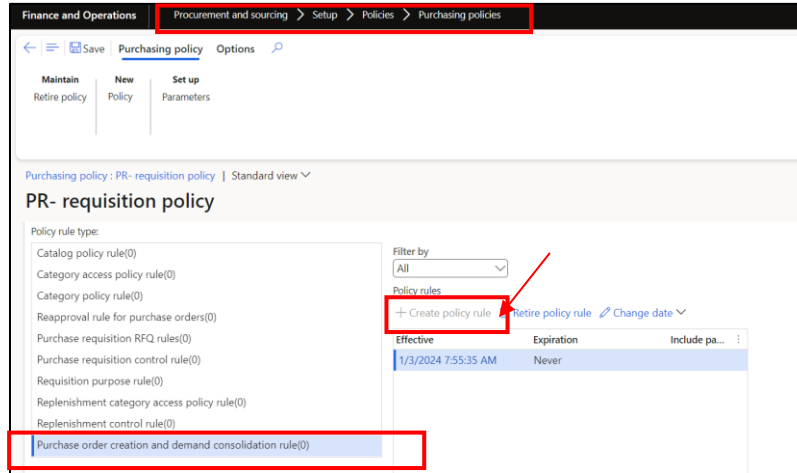 Finance and Operations Procurement and sourcing > Setup > Policies > Purchasing policies
Save Purchasing policy Options
Maintain New Set up
Retire policy Policy Parameters
Purchasing policy : PR- requisition policy | Standard view
PR- requisition policy
Policy rule type:
Catalog policy rule(0)
Category access policy rule(0)
Category policy rule(0)
Reapproval rule for purchase orders(0)
Purchase requisition RFQ rules(0)
Purchase requisition control rule(0)
Requisition purpose rule(0)
Replenishment category access policy rule(0)
Replenishment control rule(0)
Purchase order creation and demand consolidation rule(0)
Filter by
All
Policy rules
+ Create policy rule Retire policy rule Change date
Effective Expiration Include pa...
1/3/2024 7:55:35 AM Never